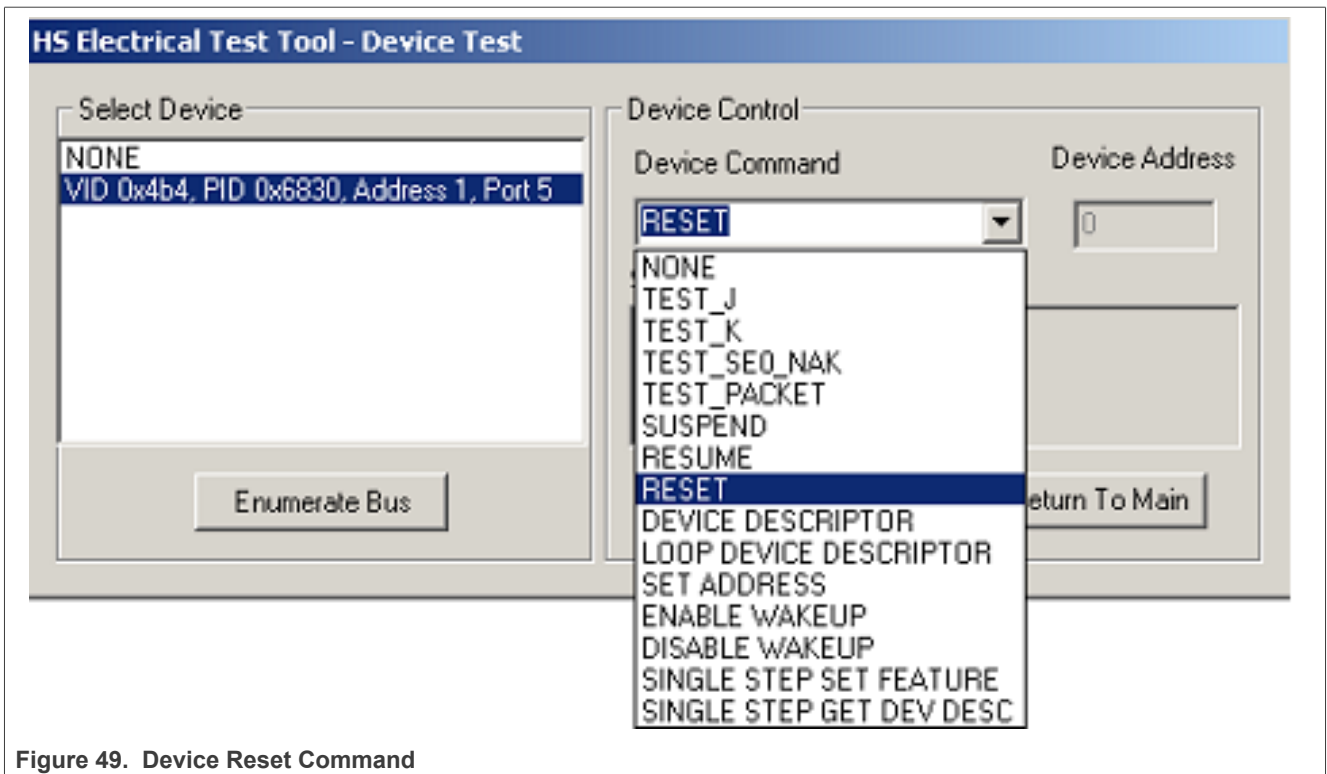 HS Electrical Test Tool - Device Test
Select Device
NONE
VID 0x4b4, PID 0x6830, Address 1, Port 5
Enumerate Bus
Device Control
Device Command
Device Address
RESET
0
NONE
TEST_J
TEST_K
TEST_SE0_NAK
TEST_PACKET
SUSPEND
RESUME
RESET
DEVICE DESCRIPTOR
LOOP DEVICE DESCRIPTOR
SET ADDRESS
ENABLE WAKEUP
DISABLE WAKEUP
SINGLE STEP SET FEATURE
SINGLE STEP GET DEV DESC
eturn To Main
Figure 49. Device Reset Command